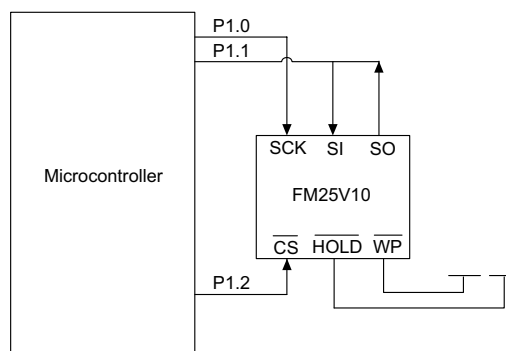 P1.0
P1.1
SCK SI SO
Microcontroller
FM25V10
CS HOLD WP
P1.2